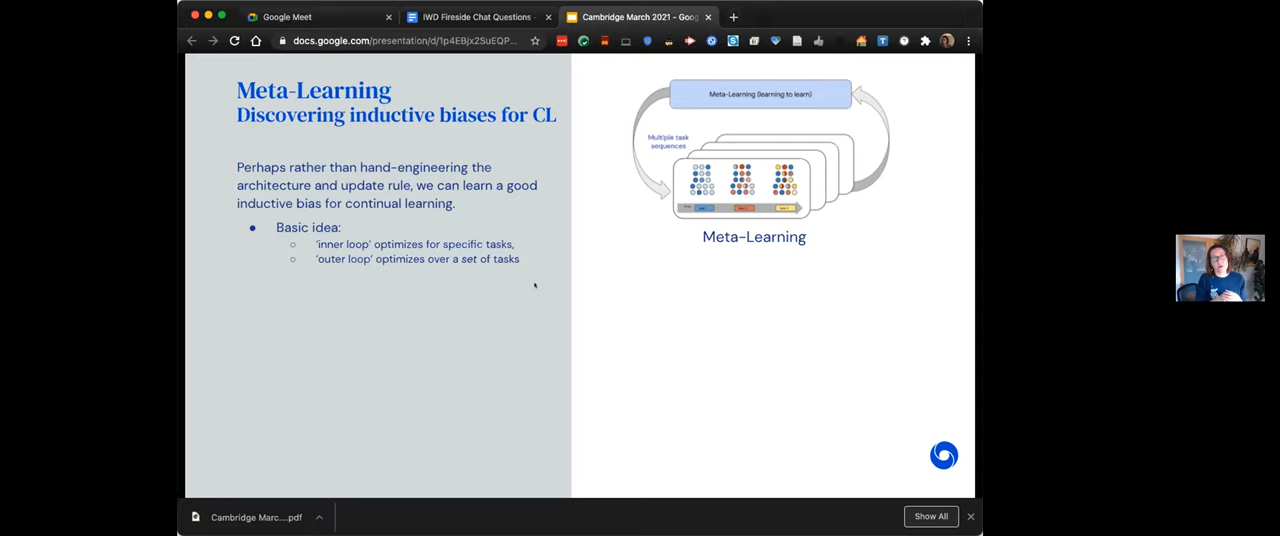 Google Meet
IWD Fireside Chat Questions -
Cambridge March 2021 - Goog
docs.google.com/presentation/d/1p4EBjx2SuEQP...
Meta-Learning
Discovering inductive biases for CL
Perhaps rather than hand-engineering the
architecture and update rule, we can learn a good
inductive bias for continual learning.
Basic idea:
'inner loop' optimizes for specific tasks,
'outer loop' optimizes over a set of tasks
Meta-Learning (learning to learn)
Multiple task
sequences
Meta-Learning
Cambridge Marc....pdf
Show All